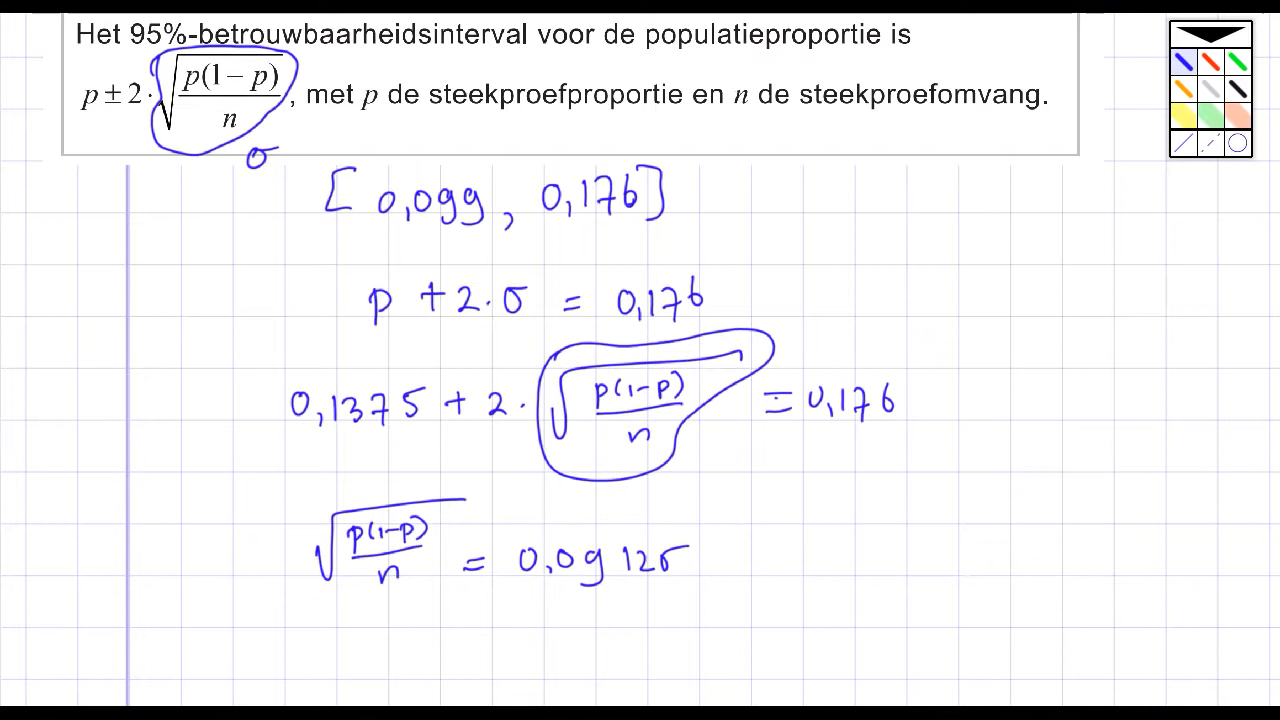 Het 95%-betrouwbaarheidsinterval voor de populatieproportie is
p ± 2 · √(p(1 − p)/n), met p de steekproefproportie en n de steekproefomvang.
σ
[ 0,099 , 0,176 ]
p + 2 · σ = 0,176
0,1375 + 2 · √(p(1-p)/n) = 0,176
√(p(1-p)/n) = 0,09125